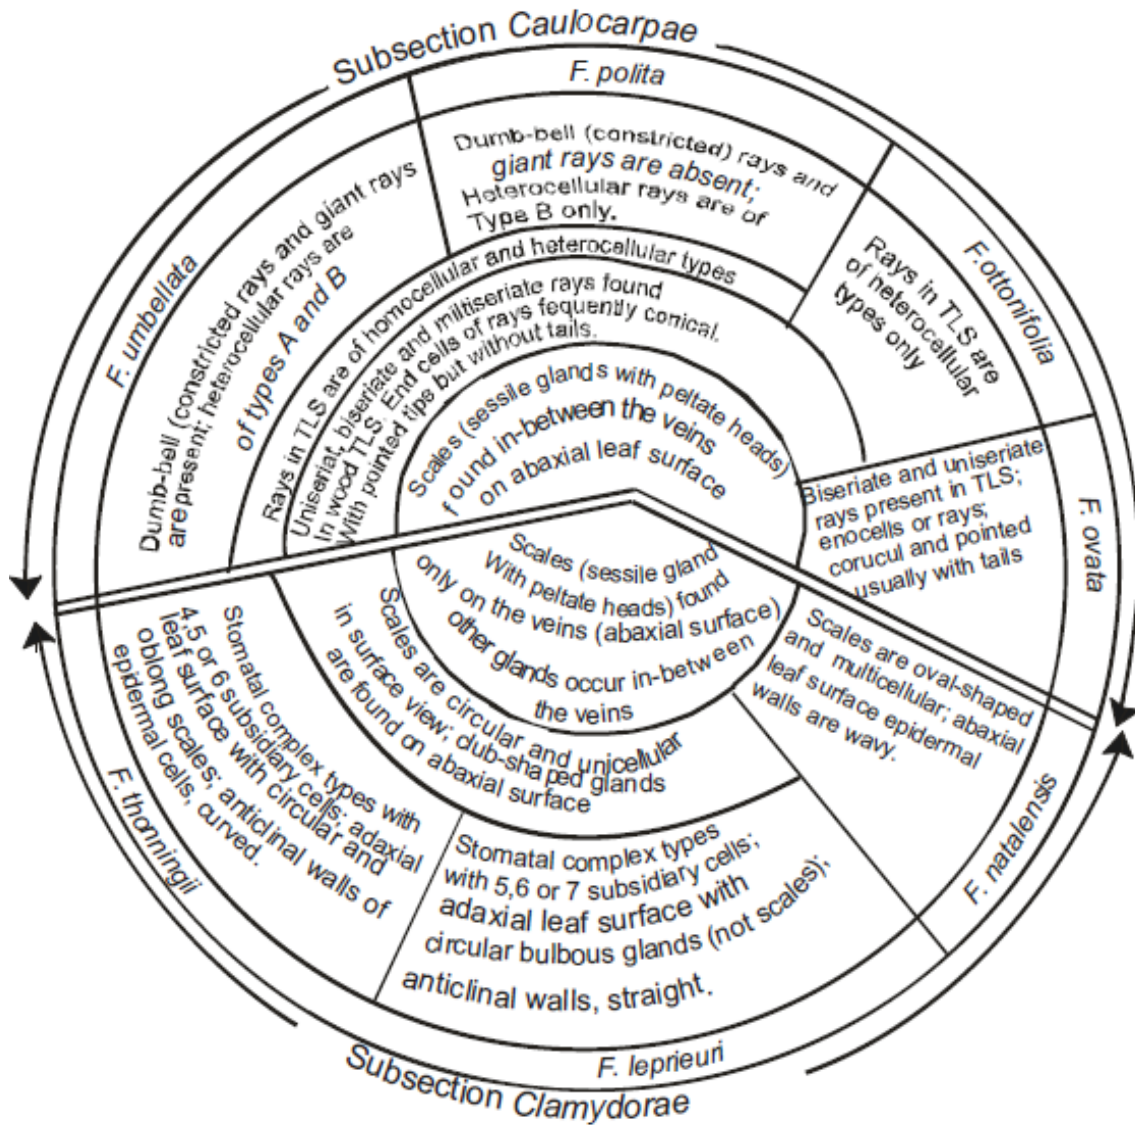 Subsection Caulocarpae
F. polita
Dumb-bell (constricted) rays and
giant rays are absent;
Heterocellular rays are of
Type B only.
F. umbellata
Dumb-bell (constricted rays and giant rays
are present; heterocellular rays are
of types A and B
F.ottonifolia
Rays in TLS are
of heterocellular
types only
Rays in TLS are of homocellular and heterocellular types
Uniseriat, biseriate and miltiseriate rays found
In wood TLS. End cells of rays fequently conical.
With pointed tips but without tails.
Scales (sessile glands with peltate heads)
found in-between the veins
on abaxial leaf surface
F. ovata
Biseriate and uniseriate
rays present in TLS;
enocells or rays;
corucul and pointed
usually with tails
Scales (sessile gland
With peltate heads) found
only on the veins (abaxial surface)
other glands occur in-between
the veins
Scales are circular and unicellular
in surface view; club-shaped glands
are found on abaxial surface
Scales are oval-shaped
and multicellular; abaxial
leaf surface epidermal
walls are wavy.
F. natalensis
Stomatal complex types with
4,5 or 6 subsidiary cells; adaxial
leaf surface with circular and
oblong scales; anticlinal walls of
epidermal cells, curved.
F. thonningii
Stomatal complex types
with 5,6 or 7 subsidiary cells;
adaxial leaf surface with
circular bulbous glands (not scales);
anticlinal walls, straight.
F. leprieuri
Subsection Clamydorae